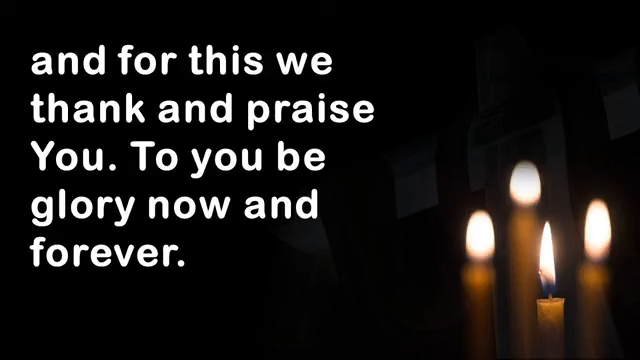 and for this we
thank and praise
You. To you be
glory now and
forever.